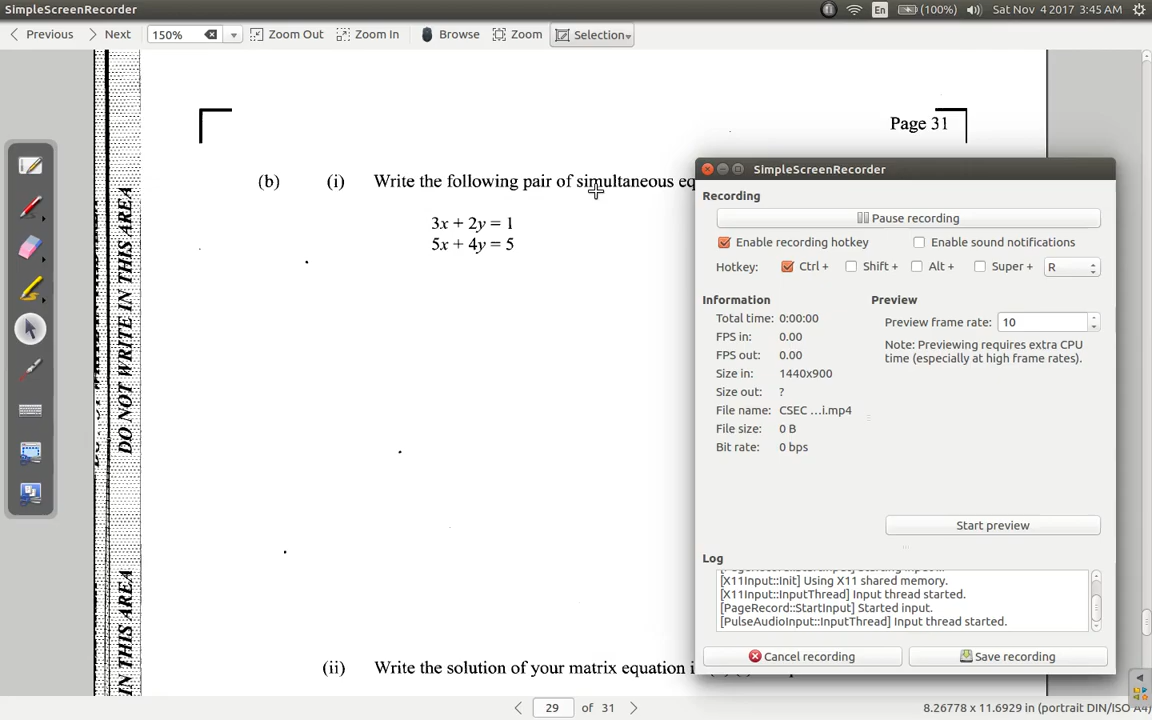 SimpleScreenRecorder
En
(100%)
Sat Nov 4 2017 3:45 AM
Previous
Next
150%
Zoom Out
Zoom In
Browse
Zoom
Selection
Page 31
DO NOT WRITE IN THIS AREA
(b) (i) Write the following pair of simultaneous eq
3x + 2y = 1
5x + 4y = 5
SimpleScreenRecorder
Recording
Pause recording
Enable recording hotkey
Enable sound notifications
Hotkey: Ctrl + Shift + Alt + Super + R
Information
Total time: 0:00:00
FPS in: 0.00
FPS out: 0.00
Size in: 1440x900
Size out: ?
File name: CSEC ...i.mp4
File size: 0 B
Bit rate: 0 bps
Preview
Preview frame rate: 10
Note: Previewing requires extra CPU
time (especially at high frame rates).
Start preview
Log
[X11Input::Init] Using X11 shared memory.
[X11Input::InputThread] Input thread started.
[PageRecord::StartInput] Started input.
[PulseAudioInput::InputThread] Input thread started.
Cancel recording
Save recording
IN THIS AREA
(ii) Write the solution of your matrix equation i
29 of 31
8.26778 x 11.6929 in (portrait DIN/ISO A4)